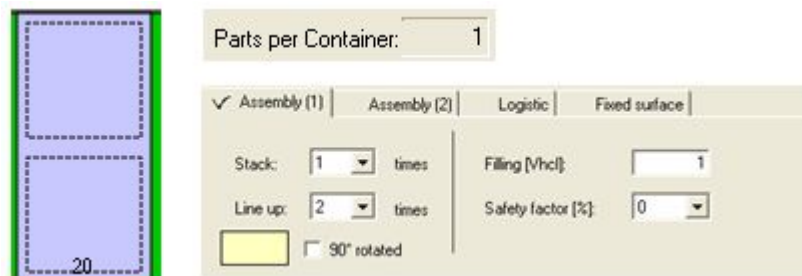 Parts per Container: 1
Assembly (1) Assembly (2) Logistic Fixed surface
Stack: 1 times Filling [Vhcl]: 1
Line up: 2 times Safety factor [%]: 0
90° rotated
20